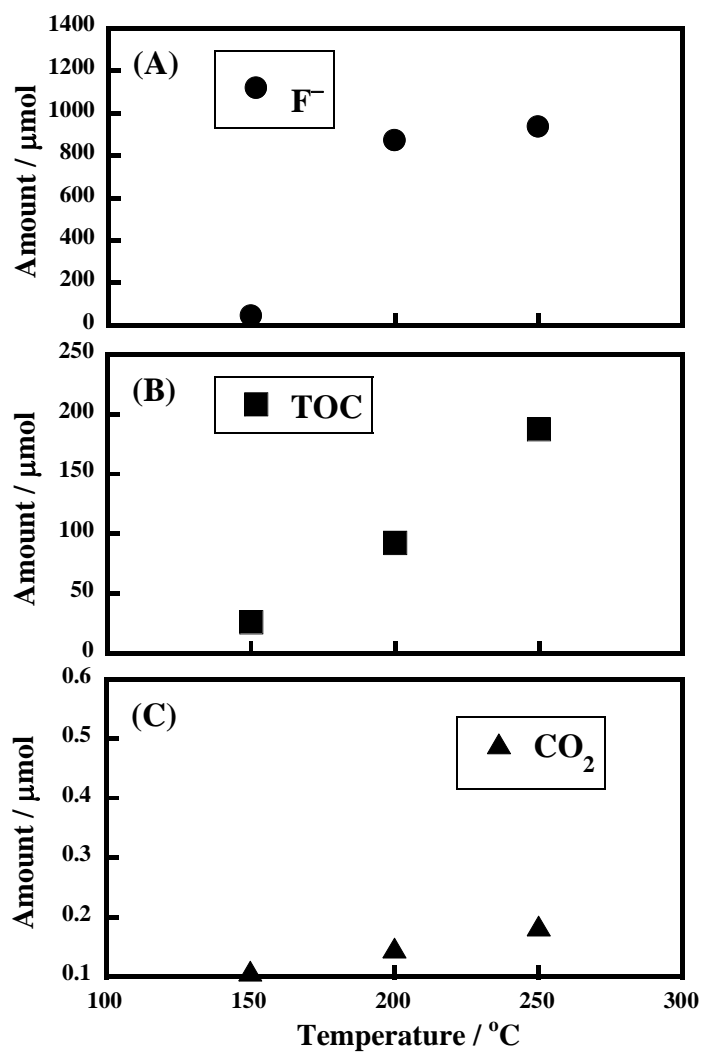 (A)
F⁻
Amount / µmol
1400
1200
1000
800
600
400
200
0
(B)
TOC
Amount / µmol
250
200
150
100
50
0
(C)
CO₂
Amount / µmol
0.6
0.5
0.4
0.3
0.2
0.1
100 150 200 250 300
Temperature / °C